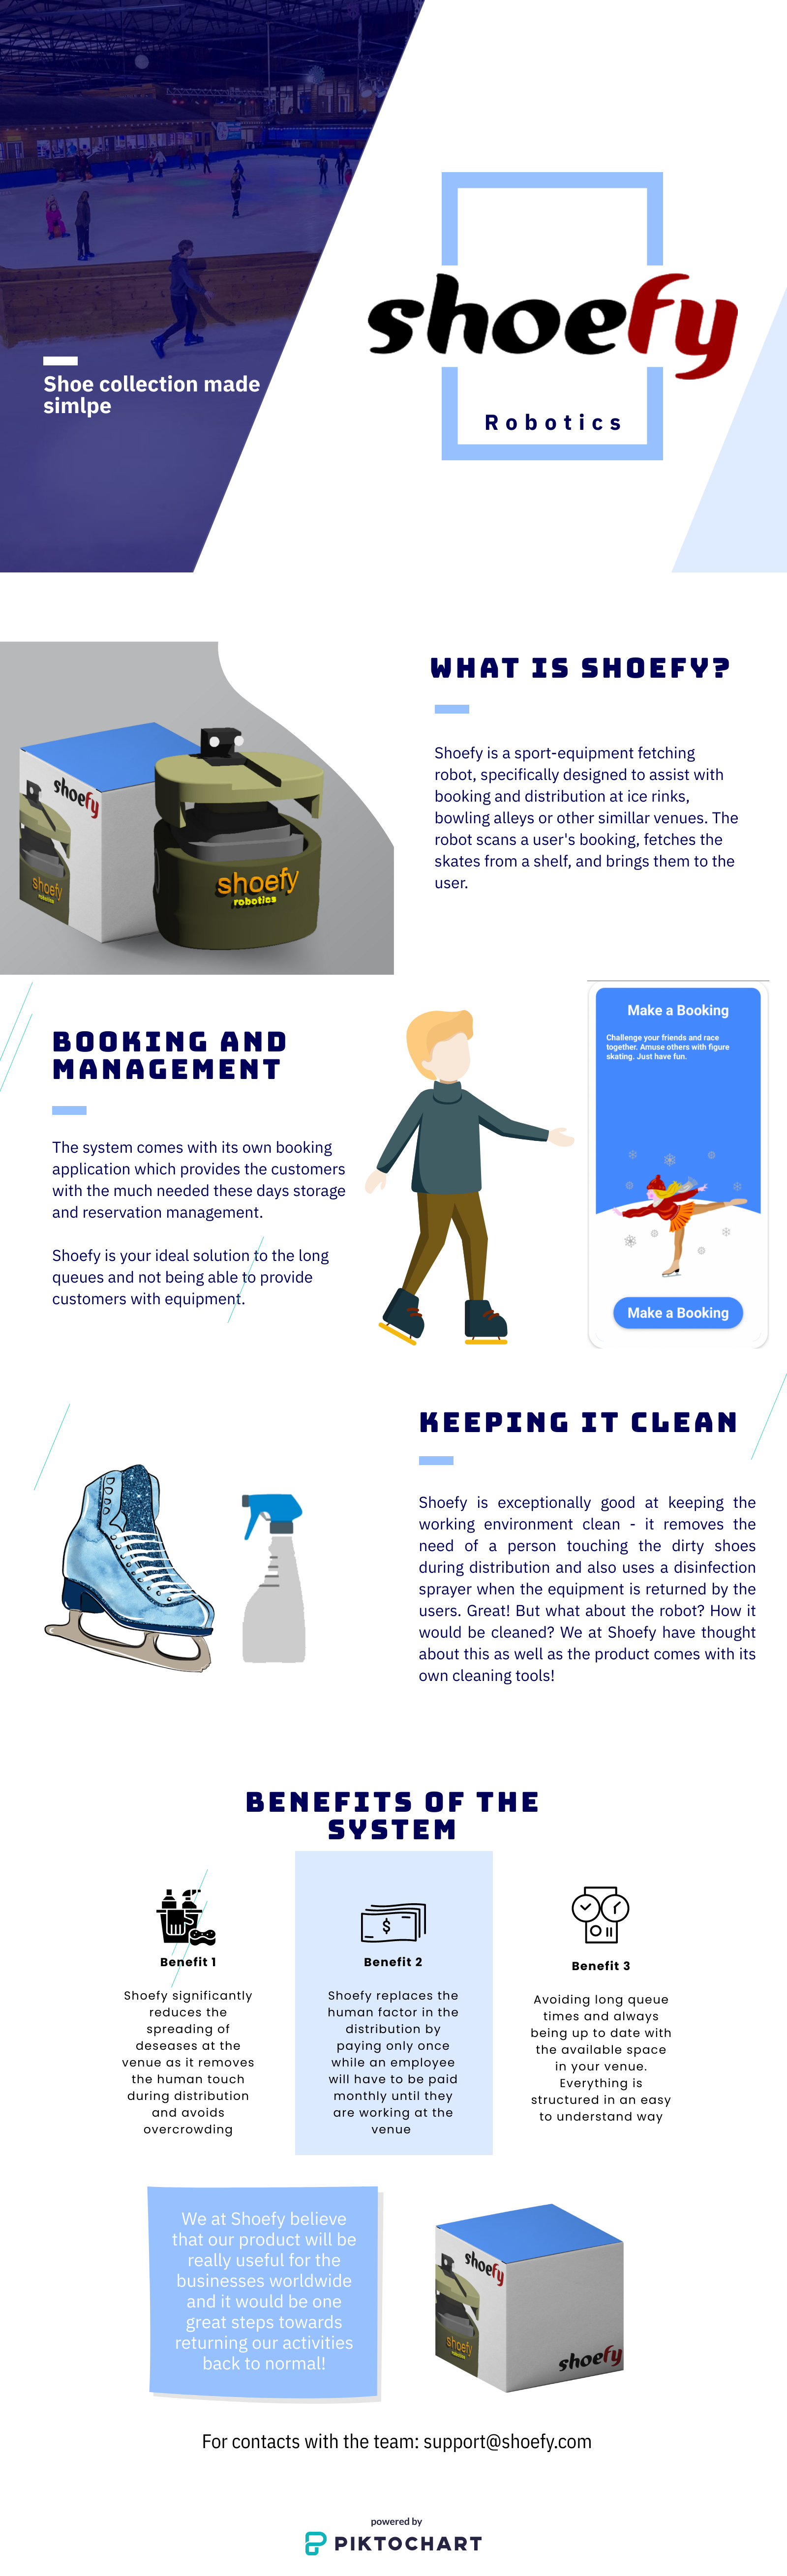 Shoe collection made
simlpe
shoefy
Robotics
WHAT IS SHOEFY?
Shoefy is a sport-equipment fetching
robot, specifically designed to assist with
booking and distribution at ice rinks,
bowling alleys or other simillar venues. The
robot scans a user's booking, fetches the
skates from a shelf, and brings them to the
user.
shoefy
shoefy
robotics
shoefy
robotics
BOOKING AND
MANAGEMENT
The system comes with its own booking
application which provides the customers
with the much needed these days storage
and reservation management.
Shoefy is your ideal solution to the long
queues and not being able to provide
customers with equipment.
Make a Booking
Challenge your friends and race
together. Amuse others with figure
skating. Just have fun.
Make a Booking
KEEPING IT CLEAN
Shoefy is exceptionally good at keeping the
working environment clean - it removes the
need of a person touching the dirty shoes
during distribution and also uses a disinfection
sprayer when the equipment is returned by the
users. Great! But what about the robot? How it
would be cleaned? We at Shoefy have thought
about this as well as the product comes with its
own cleaning tools!
BENEFITS OF THE
SYSTEM
Benefit 1
Shoefy significantly
reduces the
spreading of
deseases at the
venue as it removes
the human touch
during distribution
and avoids
overcrowding
$
Benefit 2
Shoefy replaces the
human factor in the
distribution by
paying only once
while an employee
will have to be paid
monthly until they
are working at the
venue
Benefit 3
Avoiding long queue
times and always
being up to date with
the available space
in your venue.
Everything is
structured in an easy
to understand way
We at Shoefy believe
that our product will be
really useful for the
businesses worldwide
and it would be one
great steps towards
returning our activities
back to normal!
shoefy
shoefy
robotics
shoefy
For contacts with the team: support@shoefy.com
powered by
PIKTOCHART